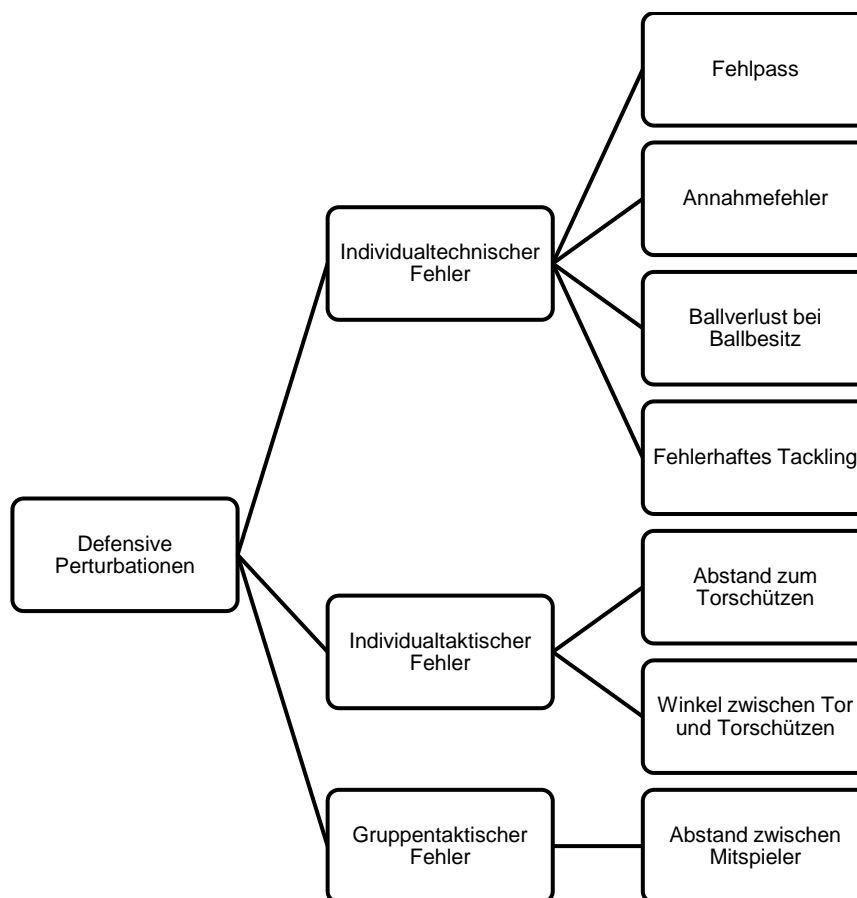 Defensive
Perturbationen
Individualtechnischer
Fehler
Fehlpass
Annahmefehler
Ballverlust bei
Ballbesitz
Fehlerhaftes Tackling
Individualtaktischer
Fehler
Abstand zum
Torschützen
Winkel zwischen Tor
und Torschützen
Gruppentaktischer
Fehler
Abstand zwischen
Mitspieler